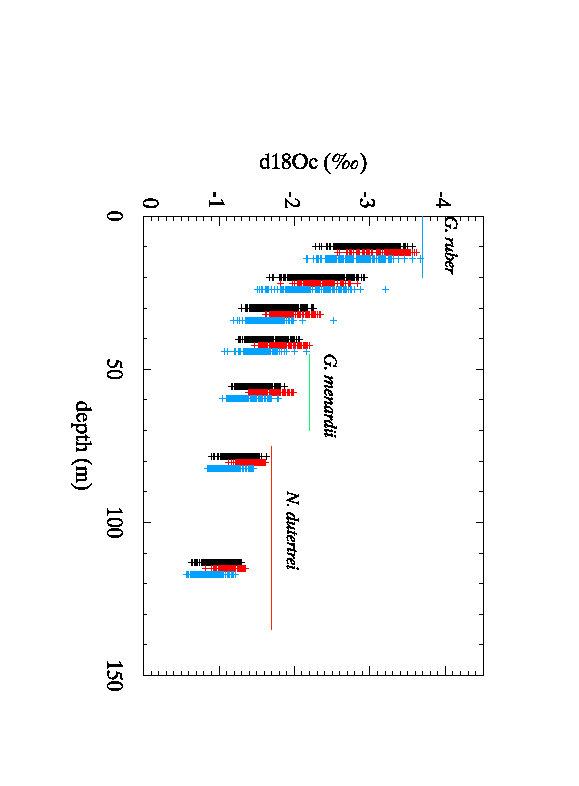 d18Oc (‰)
0
-1
-2
-3
-4
0
50
100
150
depth (m)
G. ruber
G. menardii
N. dutertrei